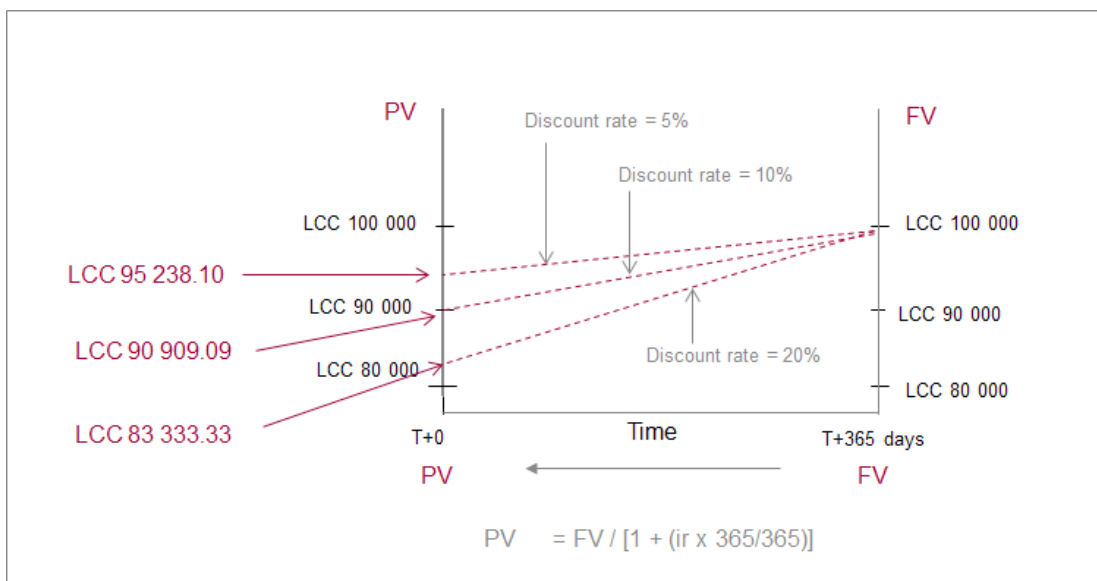 PV
FV
Discount rate = 5%
Discount rate = 10%
LCC 100 000
LCC 100 000
LCC 95 238.10
LCC 90 000
LCC 90 000
LCC 90 909.09
Discount rate = 20%
LCC 80 000
LCC 80 000
LCC 83 333.33
T+0
Time
T+365 days
PV
FV
PV = FV / [1 + (ir x 365/365)]